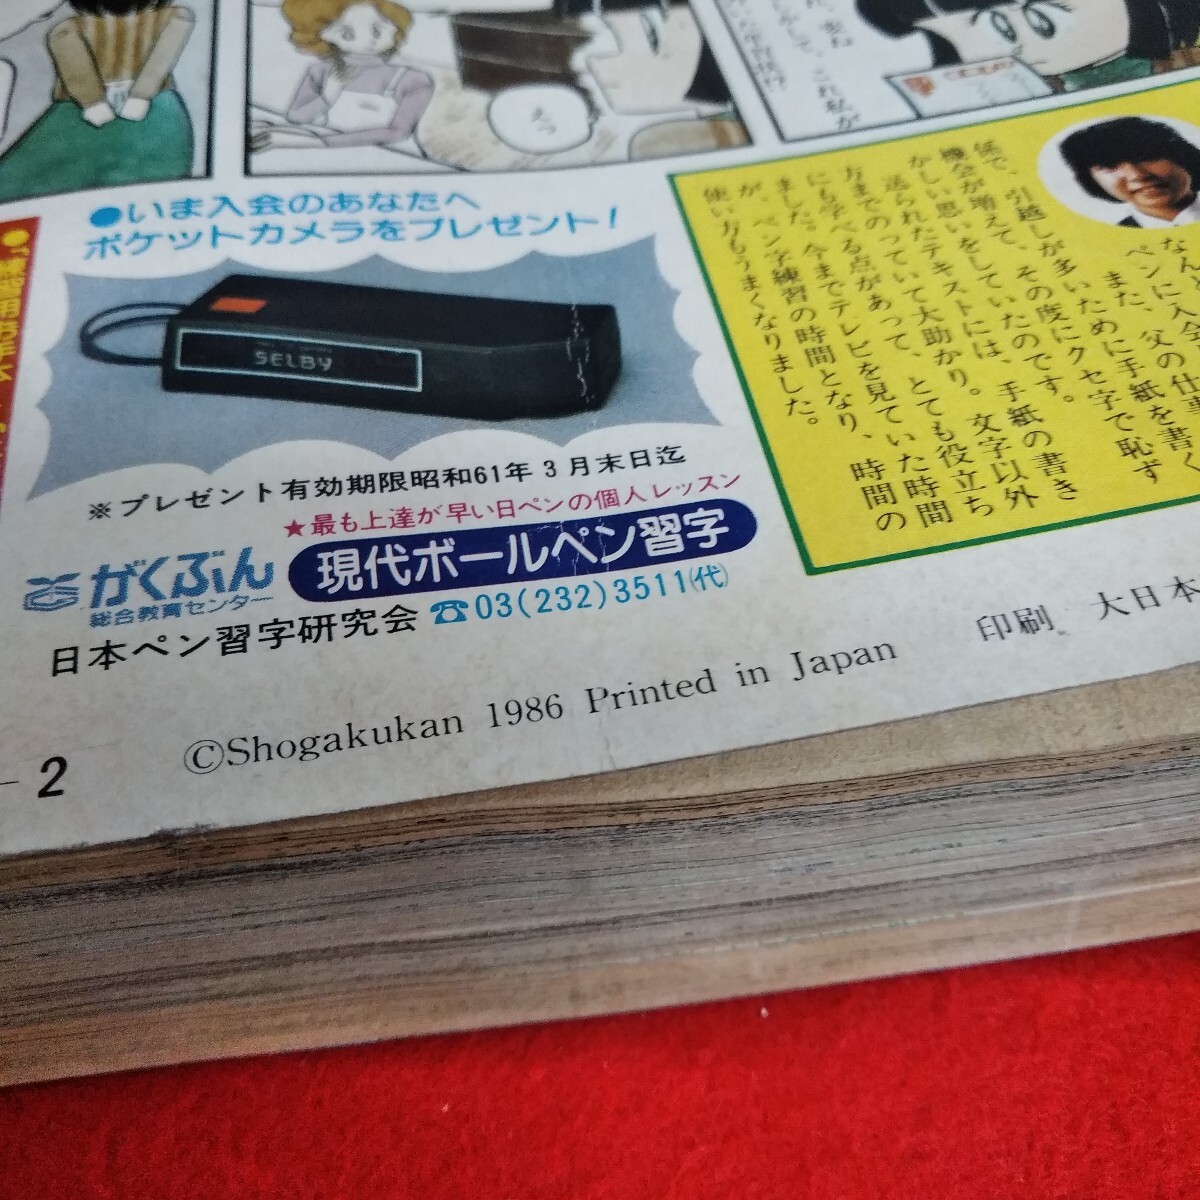 えっ
●いま入会のあなたへ
ポケットカメラをプレゼント！
SELBY
※プレゼント有効期限昭和61年3月末日迄
★最も上達が早い日ペンの個人レッスン
がくぶん
総合教育センター
現代ボールペン習字
日本ペン習字研究会 ☎03(232)3511㈹
ペンに
また、父の仕事
係で、引越しが多いために手紙を書く
機会が増えて、その度にクセ字で恥ず
かしい思いをしていたのです。
送られたテキストには、手紙の書き
方までのっていて大助かり。文字以外
にも学べる点があって、とても役立ち
ました。今までテレビを見ていた時間
が、ペン字練習の時間となり、時間の
使い方もうまくなりました。
©Shogakukan 1986 Printed in Japan
印刷 大日本
2